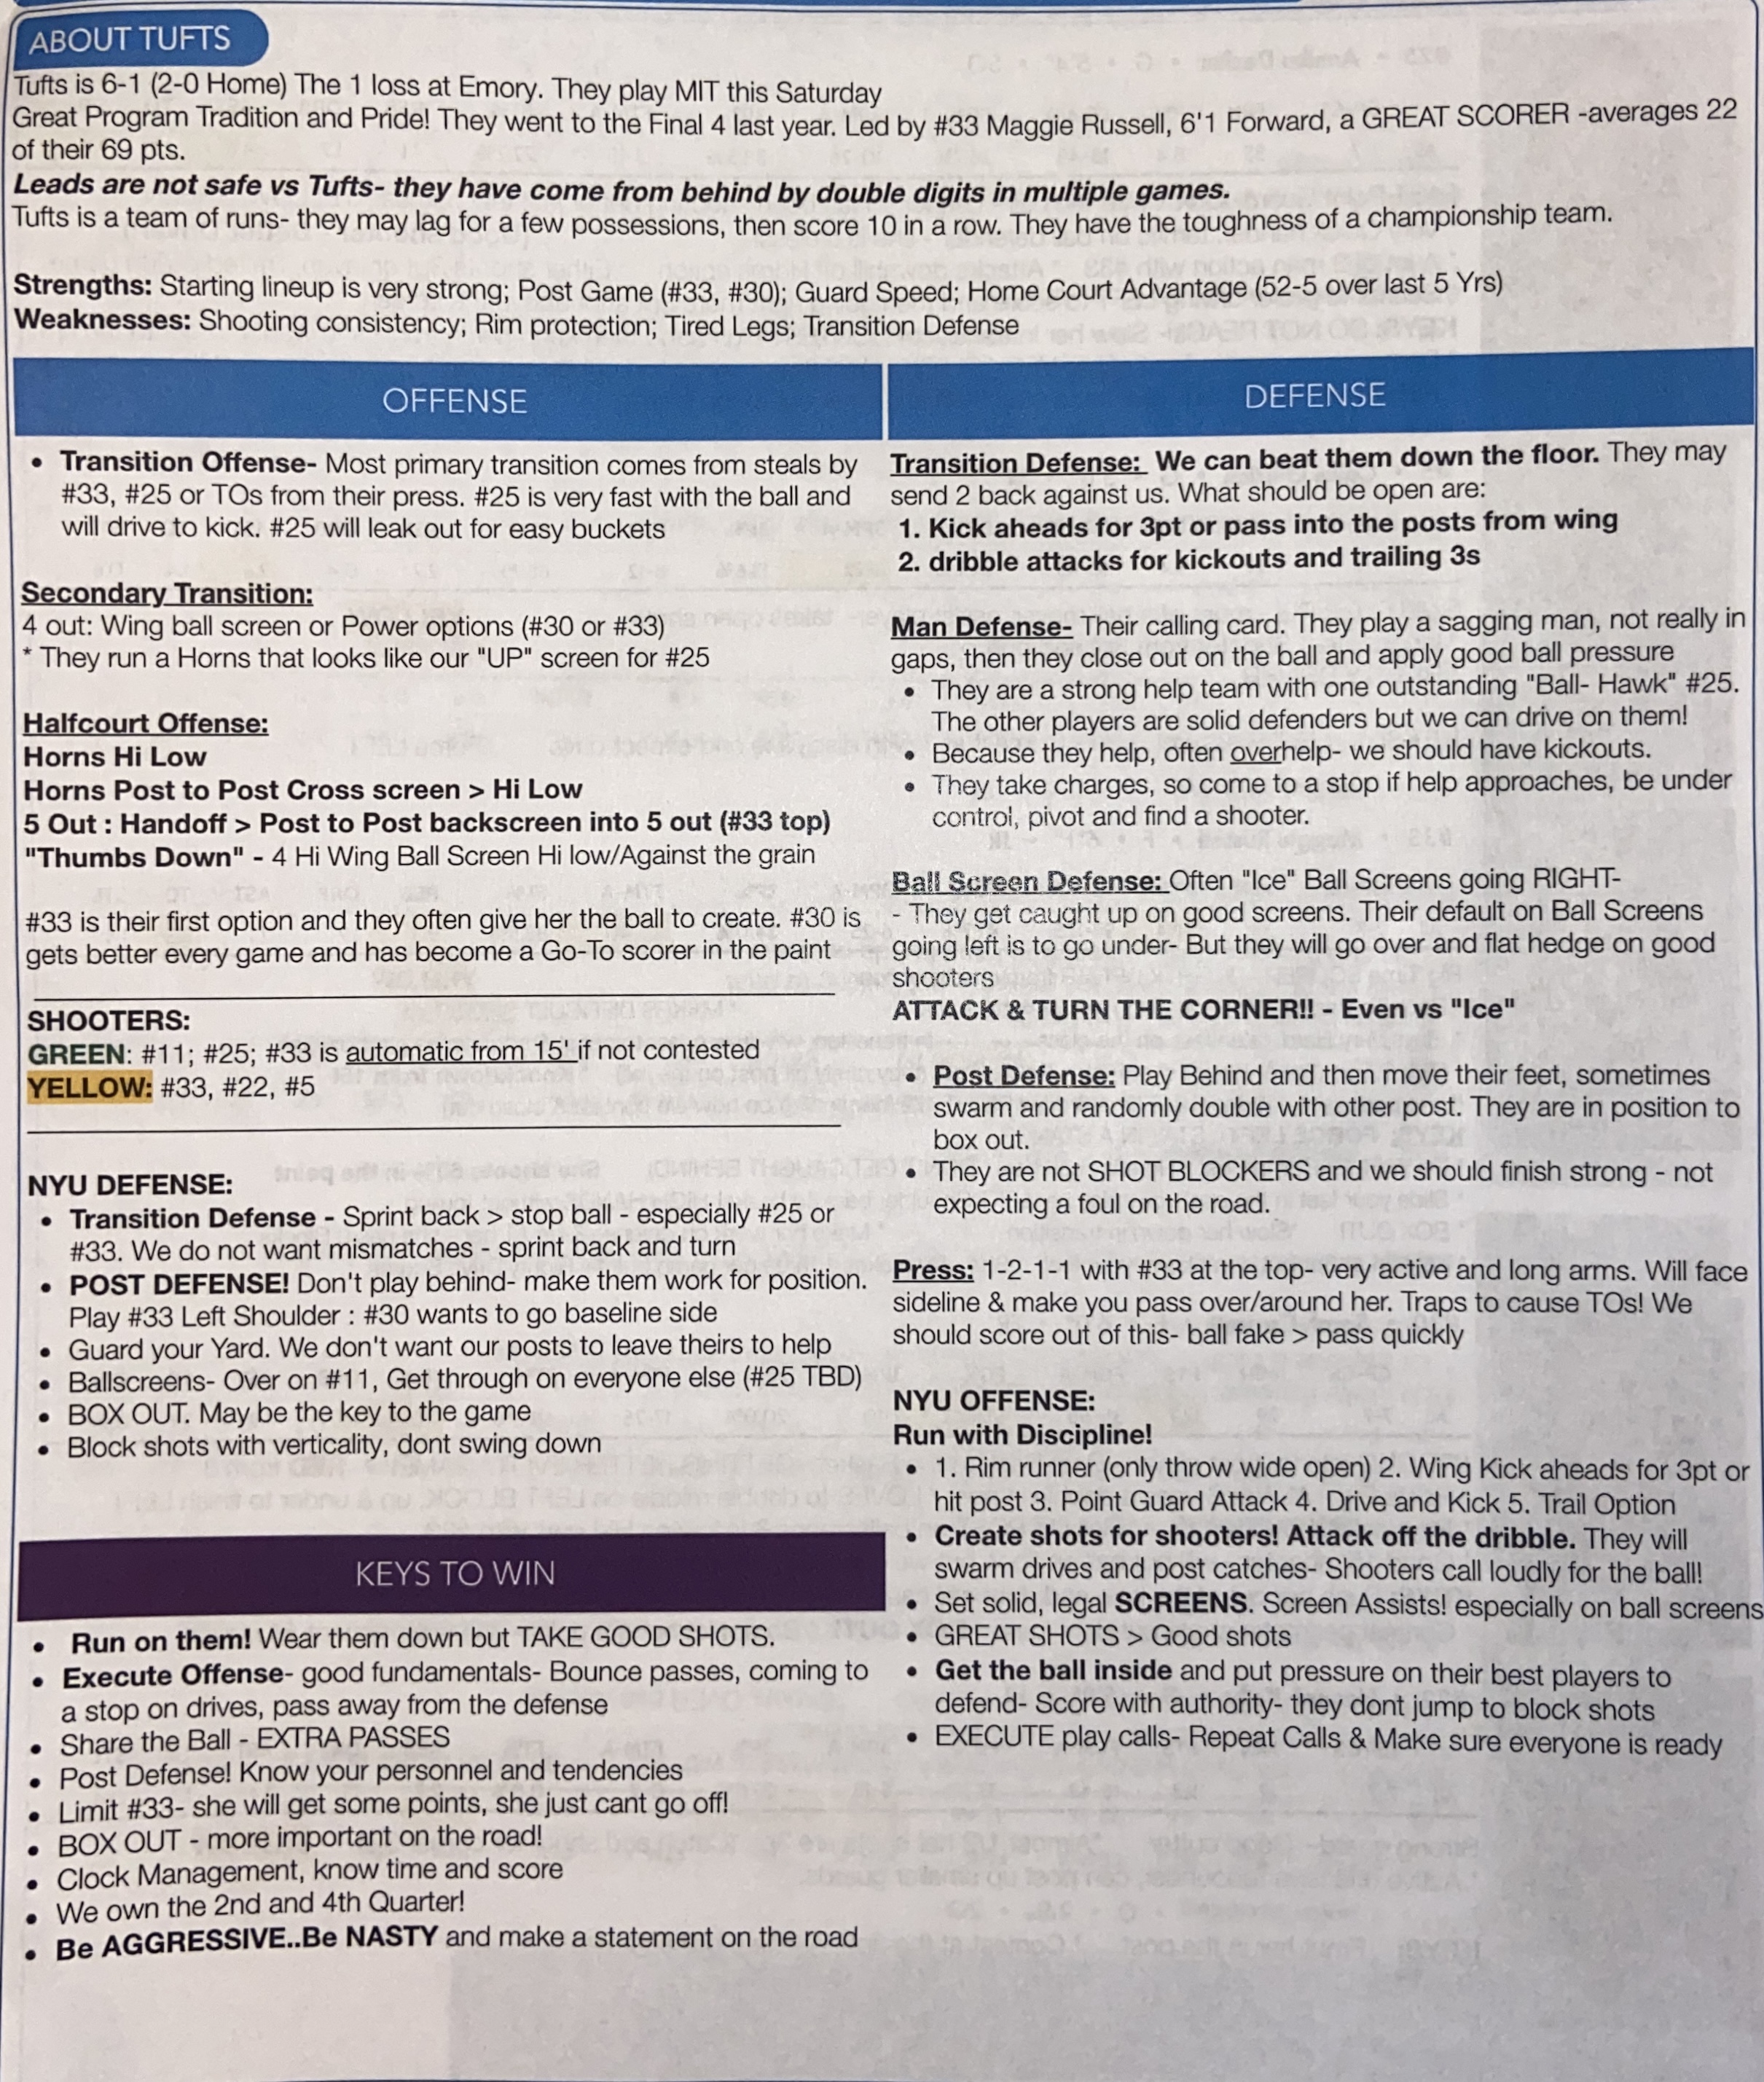 ABOUT TUFTS
Tufts is 6-1 (2-0 Home) The 1 loss at Emory. They play MIT this Saturday
Great Program Tradition and Pride! They went to the Final 4 last year. Led by #33 Maggie Russell, 6'1 Forward, a GREAT SCORER -averages 22
of their 69 pts.
Leads are not safe vs Tufts- they have come from behind by double digits in multiple games.
Tufts is a team of runs- they may lag for a few possessions, then score 10 in a row. They have the toughness of a championship team.
Strengths: Starting lineup is very strong; Post Game (#33, #30); Guard Speed; Home Court Advantage (52-5 over last 5 Yrs)
Weaknesses: Shooting consistency; Rim protection; Tired Legs; Transition Defense
OFFENSE
• Transition Offense- Most primary transition comes from steals by
#33, #25 or TOs from their press. #25 is very fast with the ball and
will drive to kick. #25 will leak out for easy buckets
Secondary Transition:
4 out: Wing ball screen or Power options (#30 or #33)
* They run a Horns that looks like our "UP" screen for #25
Halfcourt Offense:
Horns Hi Low
Horns Post to Post Cross screen > Hi Low
5 Out : Handoff > Post to Post backscreen into 5 out (#33 top)
"Thumbs Down" - 4 Hi Wing Ball Screen Hi low/Against the grain
#33 is their first option and they often give her the ball to create. #30 is
gets better every game and has become a Go-To scorer in the paint
SHOOTERS:
GREEN: #11; #25; #33 is automatic from 15' if not contested
YELLOW: #33, #22, #5
NYU DEFENSE:
• Transition Defense - Sprint back > stop ball - especially #25 or
#33. We do not want mismatches - sprint back and turn
• POST DEFENSE! Don't play behind- make them work for position.
Play #33 Left Shoulder : #30 wants to go baseline side
• Guard your Yard. We don't want our posts to leave theirs to help
• Ballscreens- Over on #11, Get through on everyone else (#25 TBD)
• BOX OUT. May be the key to the game
• Block shots with verticality, dont swing down
KEYS TO WIN
• Run on them! Wear them down but TAKE GOOD SHOTS.
• Execute Offense- good fundamentals- Bounce passes, coming to
a stop on drives, pass away from the defense
• Share the Ball - EXTRA PASSES
• Post Defense! Know your personnel and tendencies
• Limit #33- she will get some points, she just cant go off!
• BOX OUT - more important on the road!
• Clock Management, know time and score
• We own the 2nd and 4th Quarter!
• Be AGGRESSIVE..Be NASTY and make a statement on the road
DEFENSE
Transition Defense: We can beat them down the floor. They may
send 2 back against us. What should be open are:
1. Kick aheads for 3pt or pass into the posts from wing
2. dribble attacks for kickouts and trailing 3s
Man Defense- Their calling card. They play a sagging man, not really in
gaps, then they close out on the ball and apply good ball pressure
• They are a strong help team with one outstanding "Ball- Hawk" #25.
The other players are solid defenders but we can drive on them!
• Because they help, often overhelp- we should have kickouts.
• They take charges, so come to a stop if help approaches, be under
control, pivot and find a shooter.
Ball Screen Defense: Often "Ice" Ball Screens going RIGHT-
- They get caught up on good screens. Their default on Ball Screens
going left is to go under- But they will go over and flat hedge on good
shooters
ATTACK & TURN THE CORNER!! - Even vs "Ice"
• Post Defense: Play Behind and then move their feet, sometimes
swarm and randomly double with other post. They are in position to
box out.
• They are not SHOT BLOCKERS and we should finish strong - not
expecting a foul on the road.
Press: 1-2-1-1 with #33 at the top- very active and long arms. Will face
sideline & make you pass over/around her. Traps to cause TOs! We
should score out of this- ball fake > pass quickly
NYU OFFENSE:
Run with Discipline!
• 1. Rim runner (only throw wide open) 2. Wing Kick aheads for 3pt or
hit post 3. Point Guard Attack 4. Drive and Kick 5. Trail Option
• Create shots for shooters! Attack off the dribble. They will
swarm drives and post catches- Shooters call loudly for the ball!
• Set solid, legal SCREENS. Screen Assists! especially on ball screens
• GREAT SHOTS > Good shots
• Get the ball inside and put pressure on their best players to
defend- Score with authority- they dont jump to block shots
• EXECUTE play calls- Repeat Calls & Make sure everyone is ready